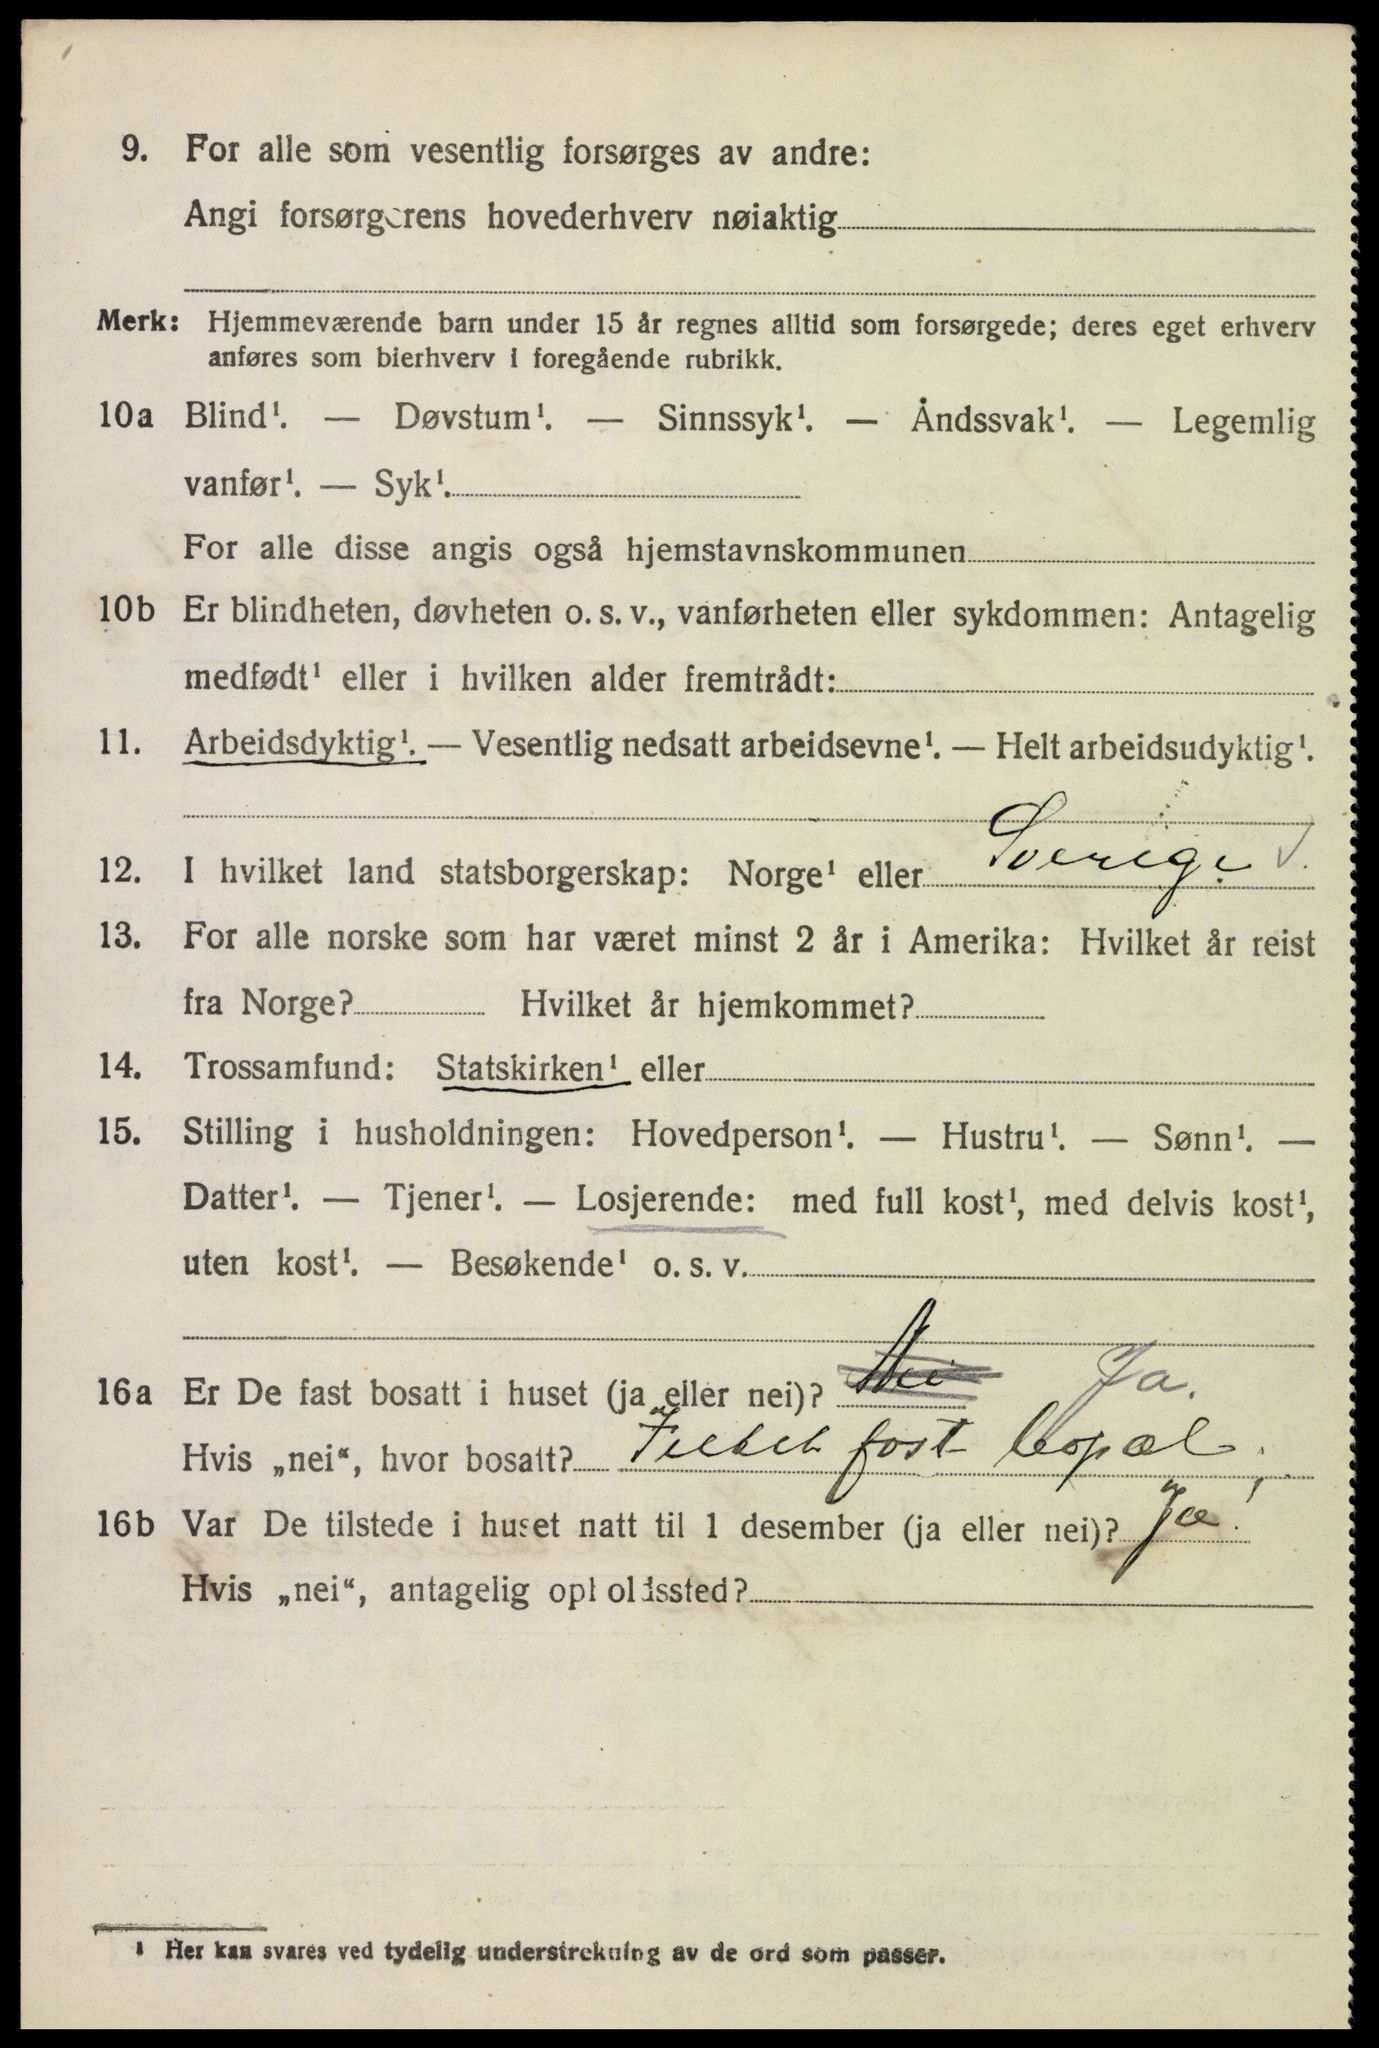 9. For alle som vesentlig forsørges av andre:
Angi forsørgerens hovederhverv nøiaktig
Merk: Hjemmeværende barn under 15 år regnes alltid som forsørgede; deres eget erhverv
anføres som bierhverv i foregående rubrikk.
10a Blind¹. — Døvstum¹. — Sinnssyk¹. — Åndssvak¹. — Legemlig
vanfør¹. — Syk¹.
For alle disse angis også hjemstavnskommunen
10b Er blindheten, døvheten o. s. v., vanførheten eller sykdommen: Antagelig
medfødt¹ eller i hvilken alder fremtrådt:
11. Arbeidsdyktig¹. — Vesentlig nedsatt arbeidsevne¹. — Helt arbeidsudyktig¹.
12. I hvilket land statsborgerskap: Norge¹ eller Sverige
13. For alle norske som har været minst 2 år i Amerika: Hvilket år reist
fra Norge? Hvilket år hjemkommet?
14. Trossamfund: Statskirken¹ eller
15. Stilling i husholdningen: Hovedperson¹. — Hustru¹. — Sønn¹. —
Datter¹. — Tjener¹. — Losjerende: med full kost¹, med delvis kost¹,
uten kost¹. — Besøkende¹ o. s. v.
16a Er De fast bosatt i huset (ja eller nei)? Nei Ja.
Hvis „nei“, hvor bosatt? fast bopæl
16b Var De tilstede i huset natt til 1 desember (ja eller nei)? Ja!
Hvis „nei“, antagelig opholdssted?
¹ Her kan svares ved tydelig understrekning av de ord som passer.